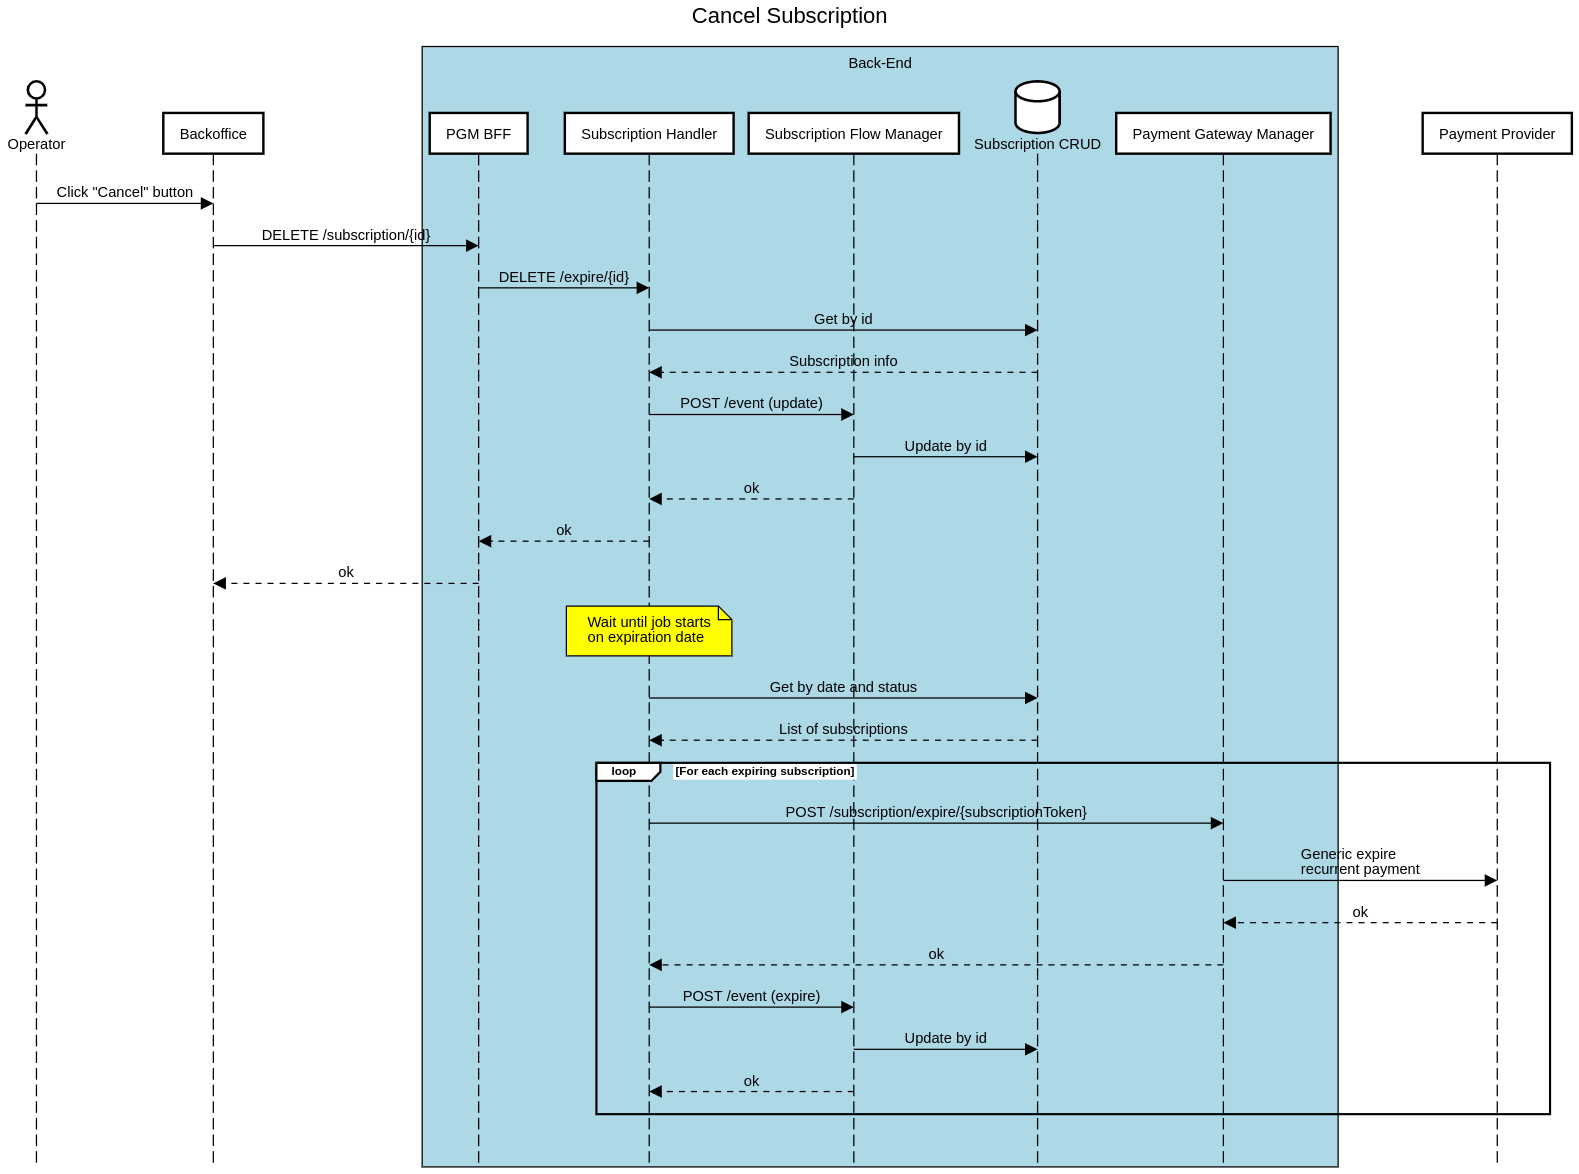 Cancel Subscription
Back-End
Operator
Backoffice
PGM BFF
Subscription Handler
Subscription Flow Manager
Subscription CRUD
Payment Gateway Manager
Payment Provider
Click "Cancel" button
DELETE /subscription/{id}
DELETE /expire/{id}
Get by id
Subscription info
POST /event (update)
Update by id
ok
ok
ok
Wait until job starts
on expiration date
Get by date and status
List of subscriptions
loop
[For each expiring subscription]
POST /subscription/expire/{subscriptionToken}
Generic expire
recurrent payment
ok
ok
POST /event (expire)
Update by id
ok